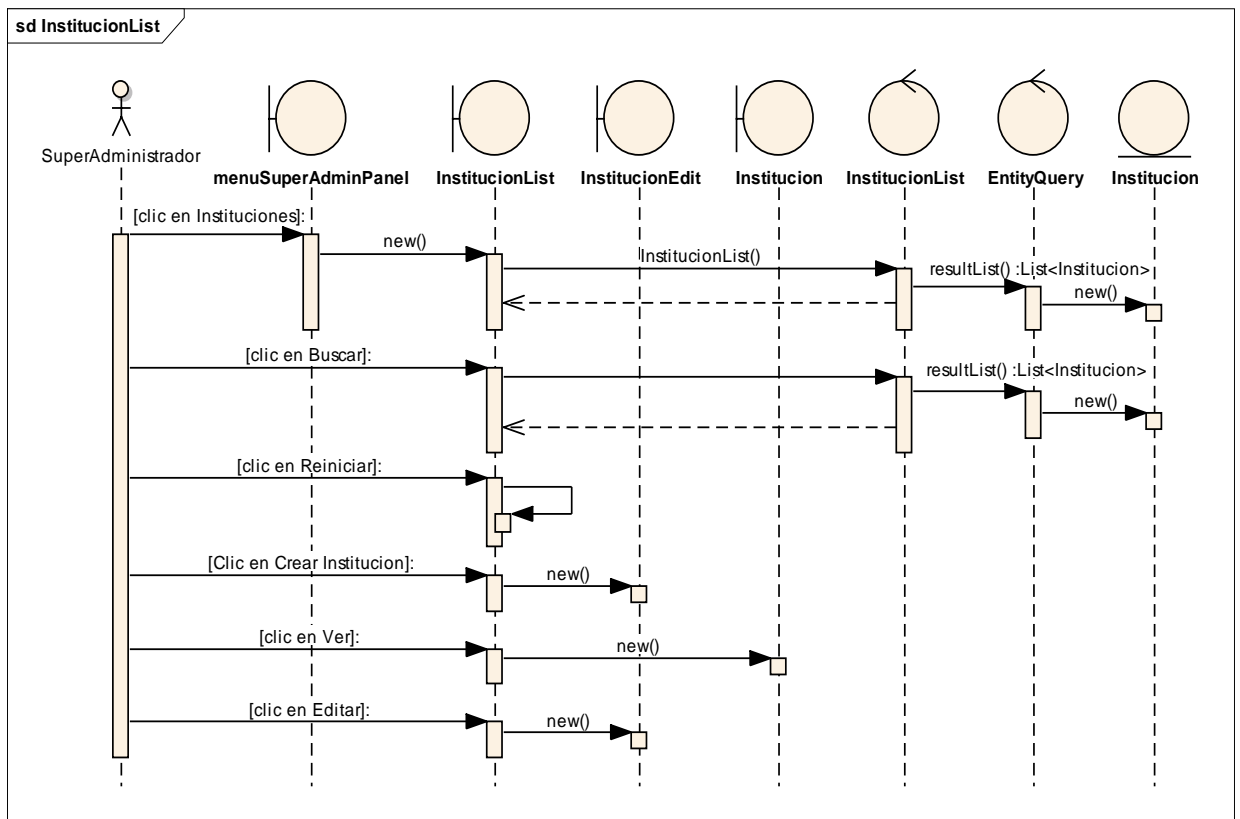 sd InstitucionList
SuperAdministrador
menuSuperAdminPanel
InstitucionList
InstitucionEdit
Institucion
InstitucionList
EntityQuery
Institucion
[clic en Instituciones]:
new()
InstitucionList()
resultList() :List<Institucion>
new()
[clic en Buscar]:
resultList() :List<Institucion>
new()
[clic en Reiniciar]:
[Clic en Crear Institucion]:
new()
[clic en Ver]:
new()
[clic en Editar]:
new()